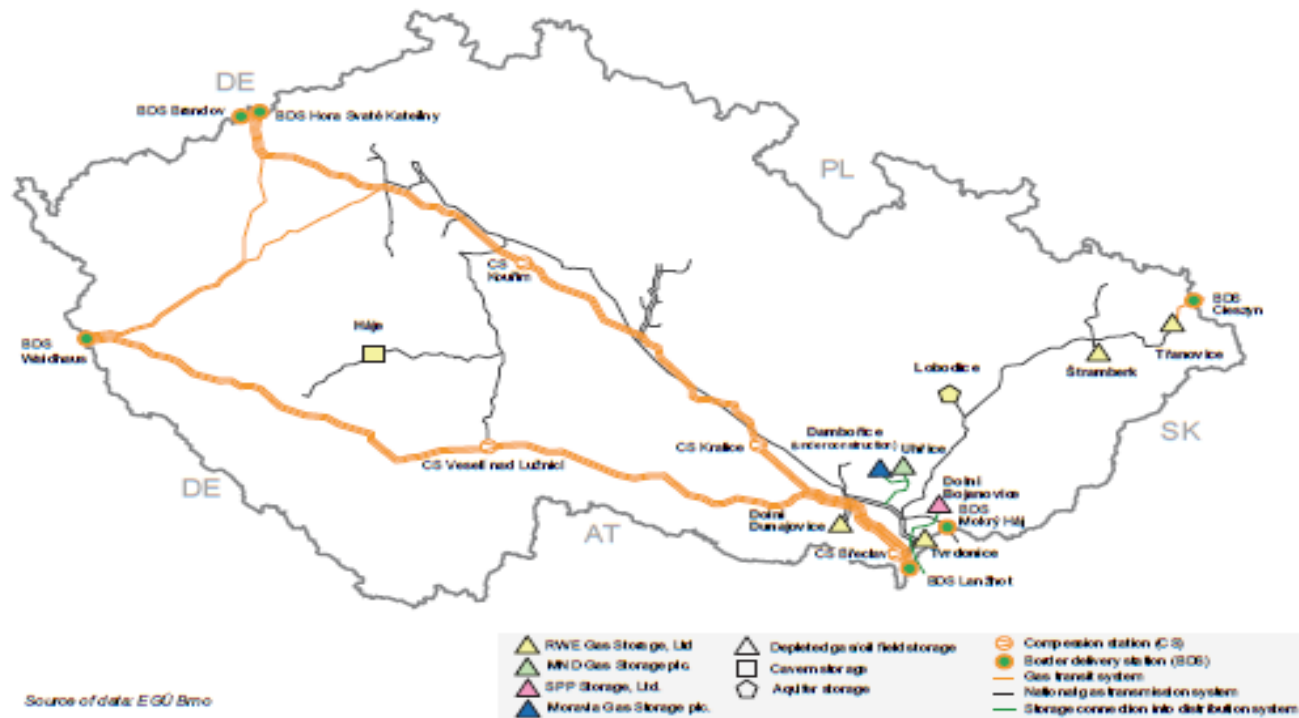 DE
BDS Brandov
BDS Hora Svaté Kateřiny
PL
CS
Kouřim
BDS
Cieszyn
Háje
BDS
Waidhaus
Třanovice
Štramberk
Lobodice
SK
Dambořice
(under construction)
Uhřice
CS Kralice
CS Veselí nad Lužnicí
DE
Dolní
Bojanovice
BDS
Mokrý Háj
Dolní
Dunajovice
AT
CS Břeclav
Tvrdonice
BDS Lanžhot
RWE Gas Storage, Ltd
MND Gas Storage plc
SPP Storage, Ltd.
Moravia Gas Storage plc.
Depleted gas/oil field storage
Cavern storage
Aquifer storage
Compression station (CS)
Border delivery station (BDS)
Gas transit system
National gas transmission system
Storage connection into distribution system
Source of data: EGÚ Brno